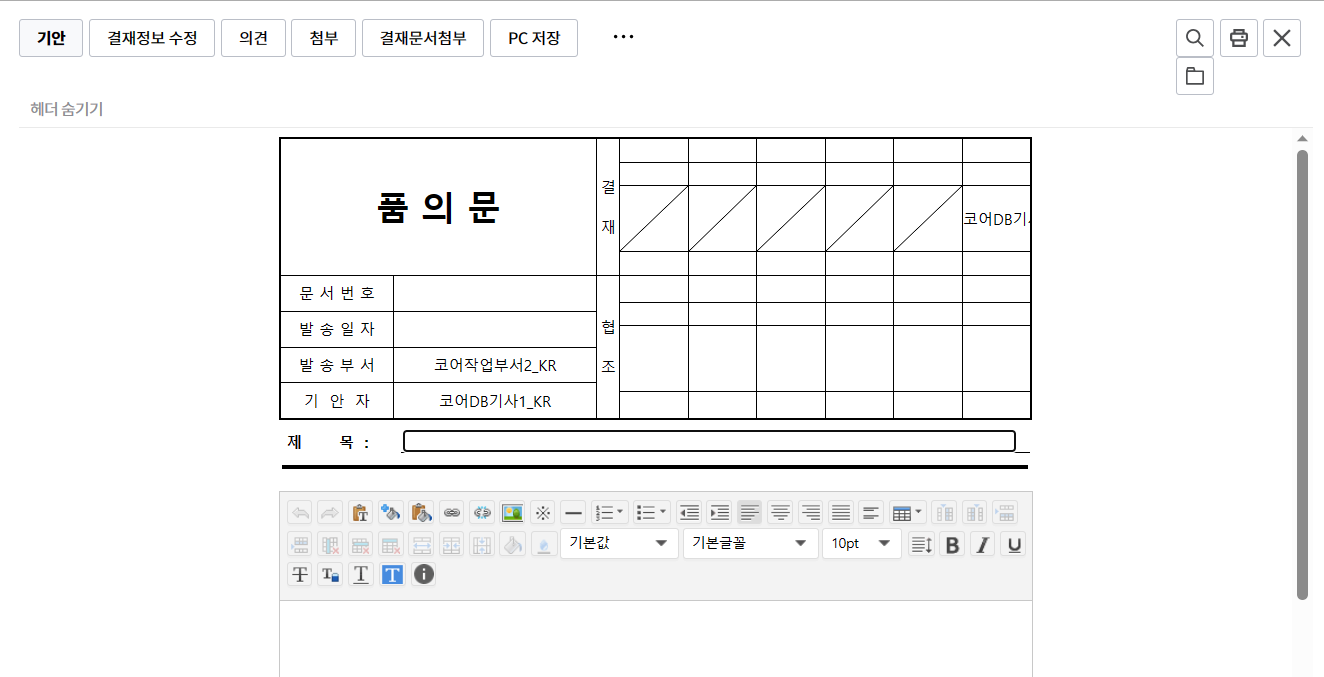 기안 결재정보 수정 의견 첨부 결재문서첨부 PC 저장 ...
헤더 숨기기
품 의 문
결
재
코어DB기
문 서 번 호
발 송 일 자
발 송 부 서 코어작업부서2_KR
기 안 자 코어DB기사1_KR
협
조
제 목 :
기본값 기본글꼴 10pt